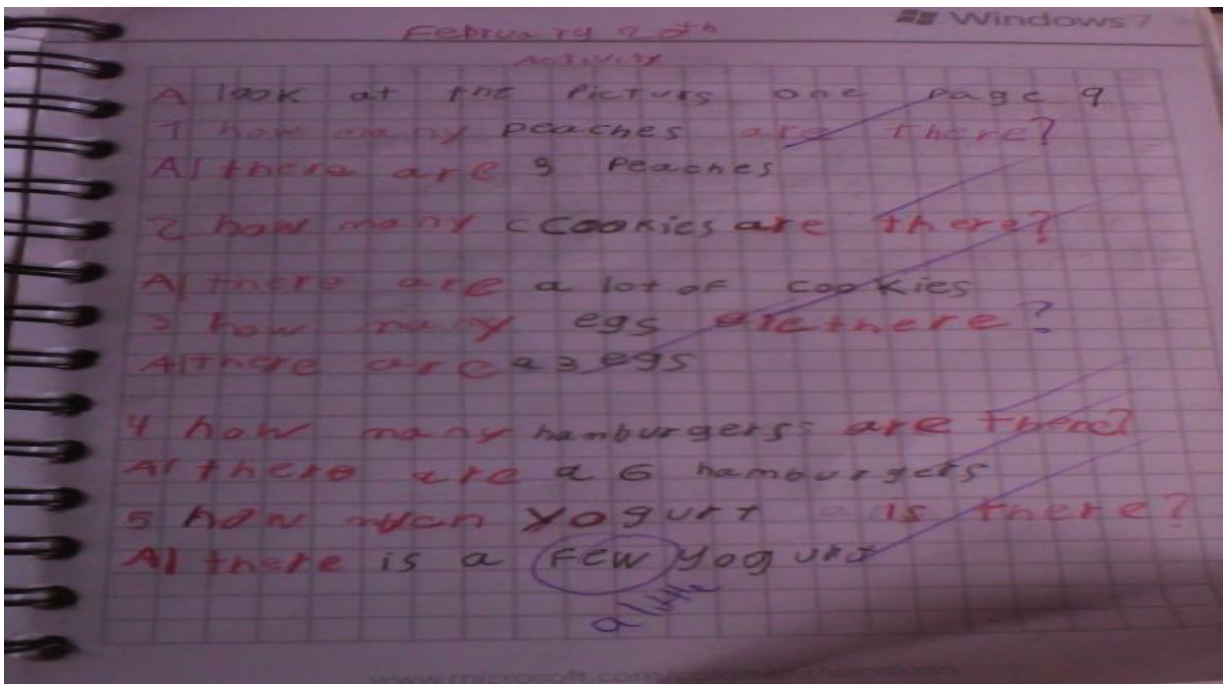 Windows 7
February 20th
Activity
A look at the Picturs one page 9
1 how many peaches are there?
A| there are 9 Peaches
2 how many ccookies are there?
A| there are a lot of cookies
3 how many egs are there?
A| there are a 3 egs
4 how many hamburgers are there?
A| there are a 6 hamburgers
5 how much yogurt is there?
A| there is a few yogurt
a little